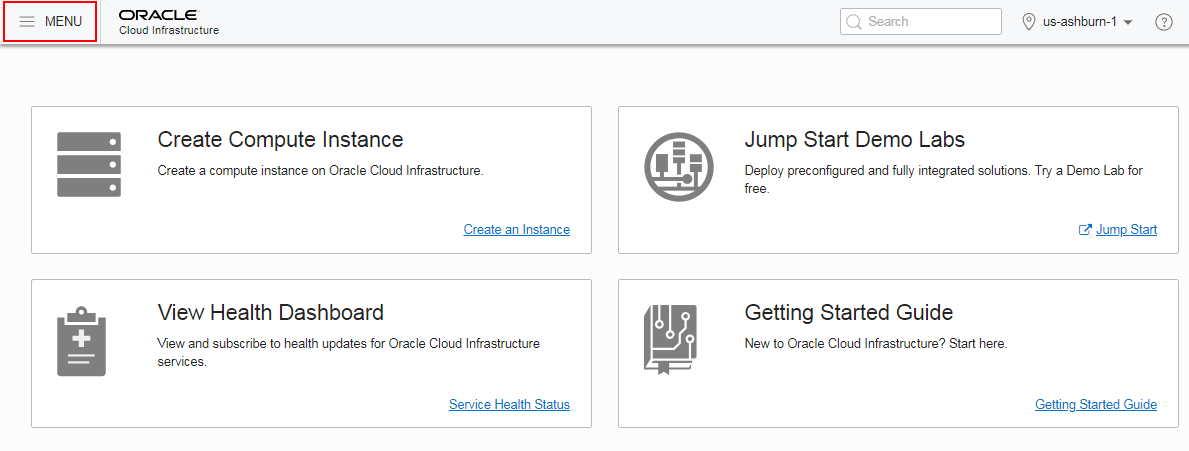 MENU
ORACLE
Cloud Infrastructure
Search
us-ashburn-1
Create Compute Instance
Create a compute instance on Oracle Cloud Infrastructure.
Create an Instance
Jump Start Demo Labs
Deploy preconfigured and fully integrated solutions. Try a Demo Lab for
free.
Jump Start
View Health Dashboard
View and subscribe to health updates for Oracle Cloud Infrastructure
services.
Service Health Status
Getting Started Guide
New to Oracle Cloud Infrastructure? Start here.
Getting Started Guide